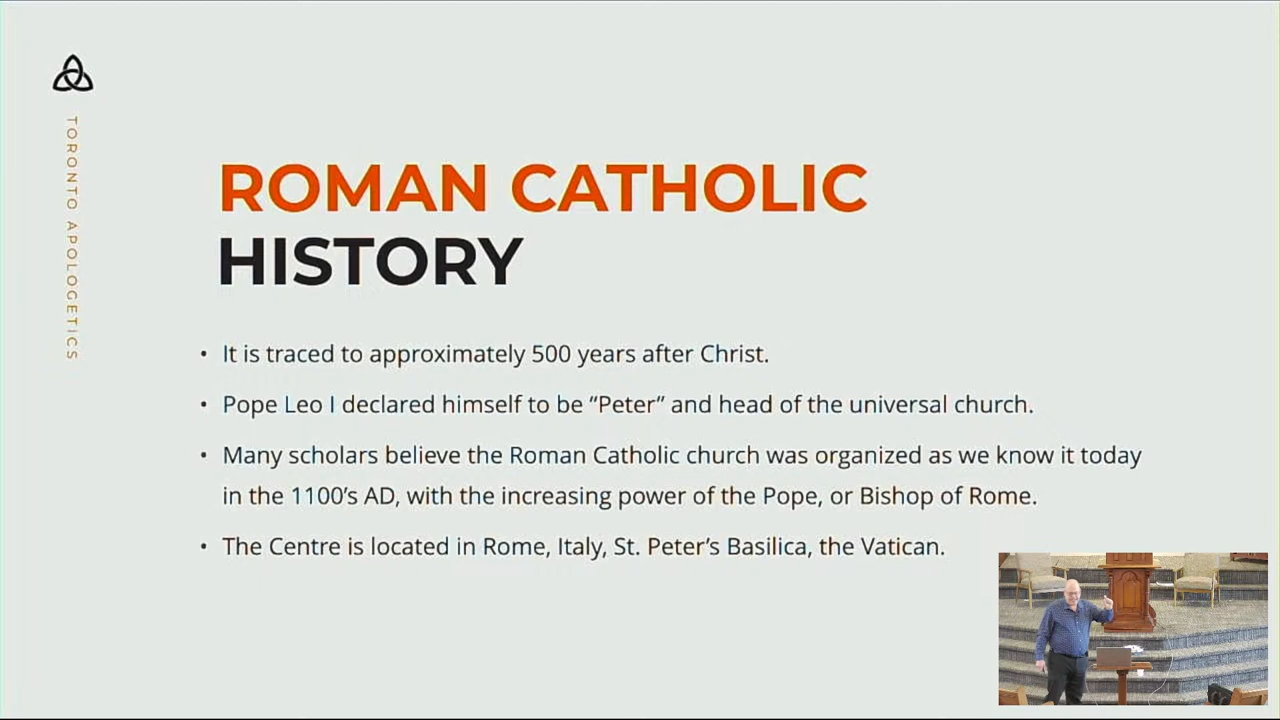 TORONTO APOLOGETICS
ROMAN CATHOLIC
HISTORY
• It is traced to approximately 500 years after Christ.
• Pope Leo I declared himself to be “Peter” and head of the universal church.
• Many scholars believe the Roman Catholic church was organized as we know it today
in the 1100’s AD, with the increasing power of the Pope, or Bishop of Rome.
• The Centre is located in Rome, Italy, St. Peter’s Basilica, the Vatican.